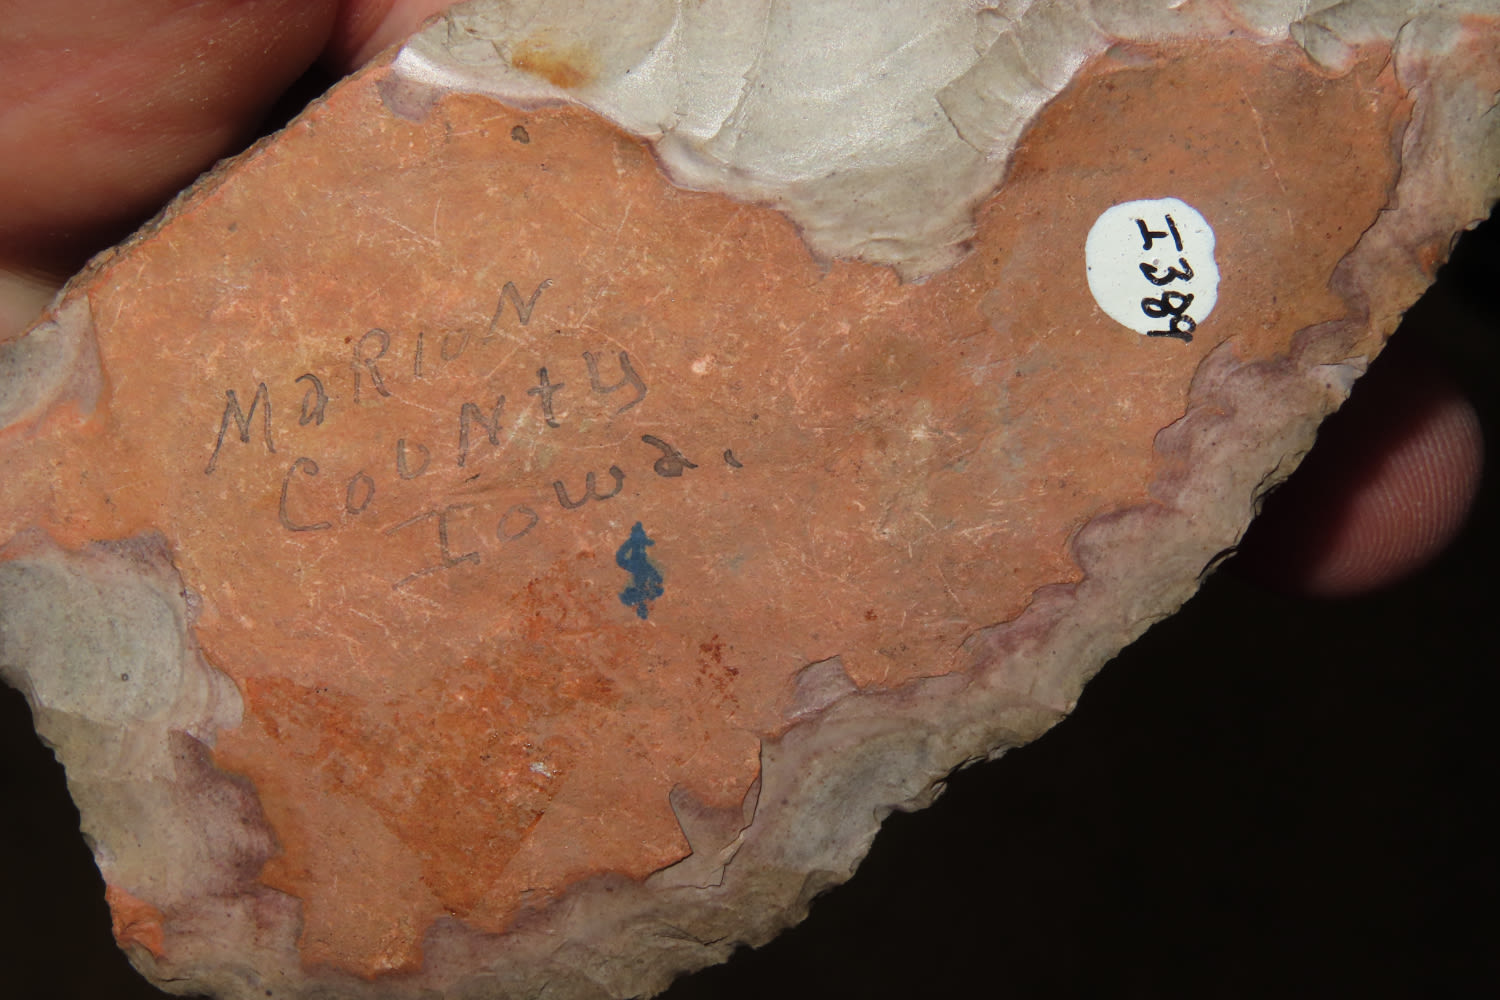 MaRION
COUNty
Iowa.
$
I389